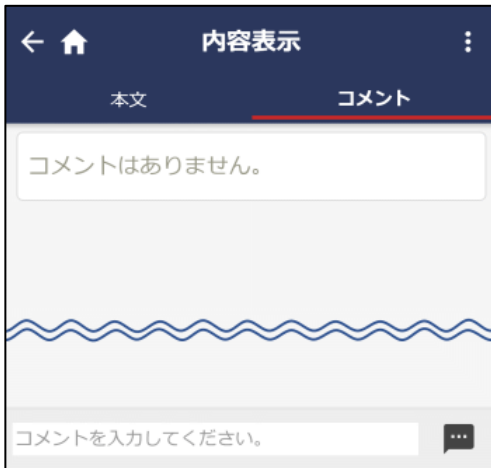 内容表示
本文
コメント
コメントはありません。
コメントを入力してください。